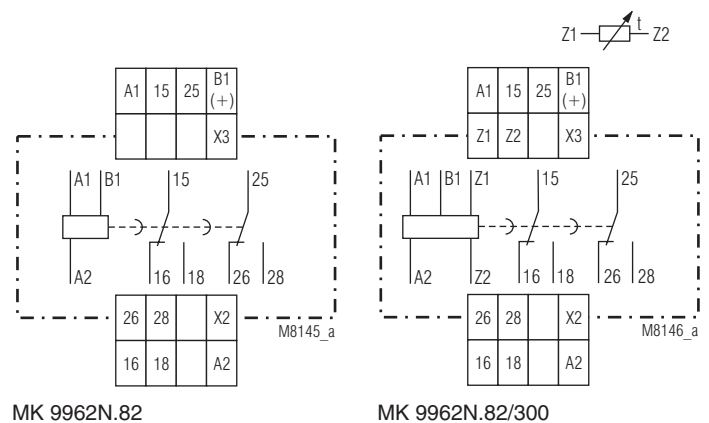 Z1 t Z2
A1 15 25 B1 (+)
X3
A1 B1 15 25
A2 16 18 26 28
26 28 X2
M8145_a
16 18 A2
MK 9962N.82
A1 15 25 B1 (+)
Z1 Z2 X3
A1 B1 Z1 15 25
A2 Z2 16 18 26 28
26 28 X2
M8146_a
16 18 A2
MK 9962N.82/300